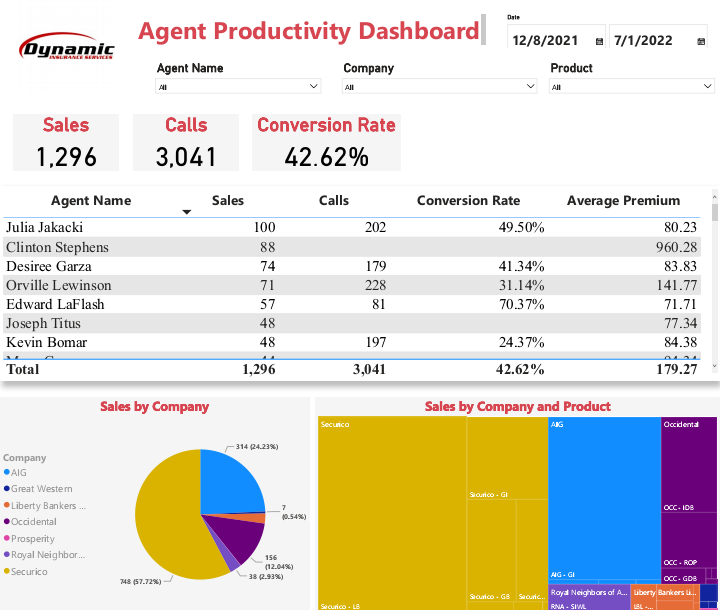 Dynamic
INSURANCE SERVICES
Agent Productivity Dashboard
Date
12/8/2021 7/1/2022
Agent Name Company Product
All All All
Sales Calls Conversion Rate
1,296 3,041 42.62%
Agent Name Sales Calls Conversion Rate Average Premium
Julia Jakacki 100 202 49.50% 80.23
Clinton Stephens 88 960.28
Desiree Garza 74 179 41.34% 83.83
Orville Lewinson 71 228 31.14% 141.77
Edward LaFlash 57 81 70.37% 71.71
Joseph Titus 48 77.34
Kevin Bomar 48 197 24.37% 84.38
Total 1,296 3,041 42.62% 179.27
Sales by Company
Company
AIG
Great Western
Liberty Bankers ...
Occidental
Prosperity
Royal Neighbor...
Securico
314 (24.23%)
7
(0.54%)
156
(12.04%)
38 (2.93%)
748 (57.72%)
Sales by Company and Product
Securico
Securico - LB
Securico - GI
Securico - GB
Securic...
AIG
AIG - GI
Occidental
OCC - IDB
OCC - ROP
OCC - GDB
Royal Neighbors of A...
RNA - SIWL
Liberty Bankers Li...
LBL -...